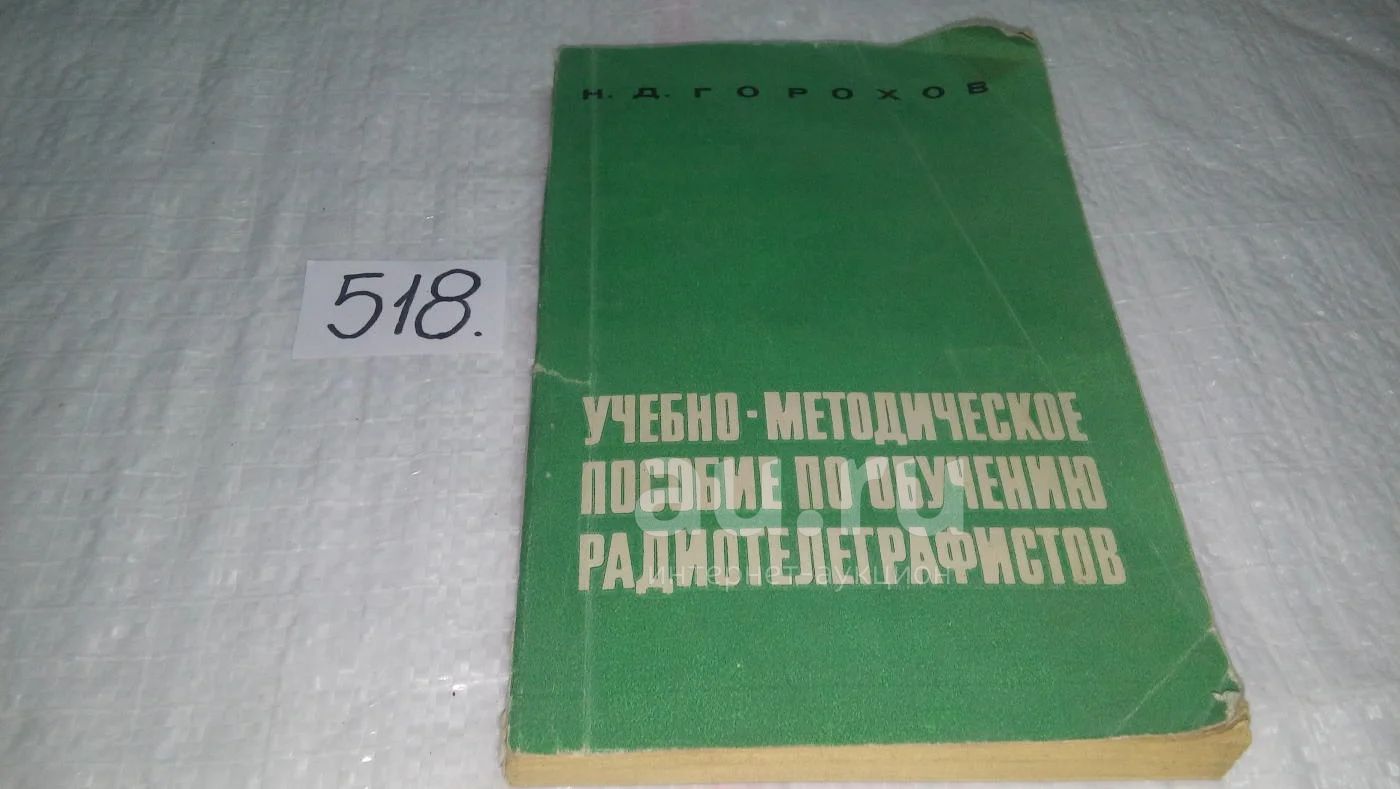 Н. Д. ГОРОХОВ
518.
УЧЕБНО-МЕТОДИЧЕСКОЕ
ПОСОБИЕ ПО ОБУЧЕНИЮ
РАДИОТЕЛЕГРАФИСТОВ
au.ru
интернет-аукцион